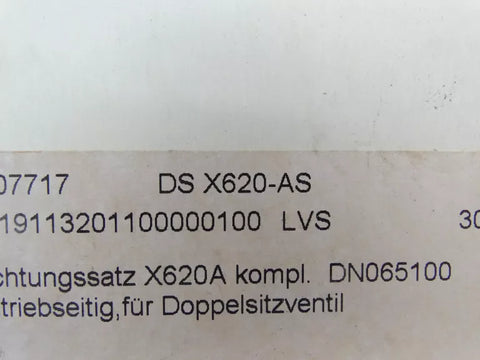 07717 DS X620-AS
19113201100000100 LVS 30
chtungssatz X620A kompl. DN065100
triebseitig,für Doppelsitzventil